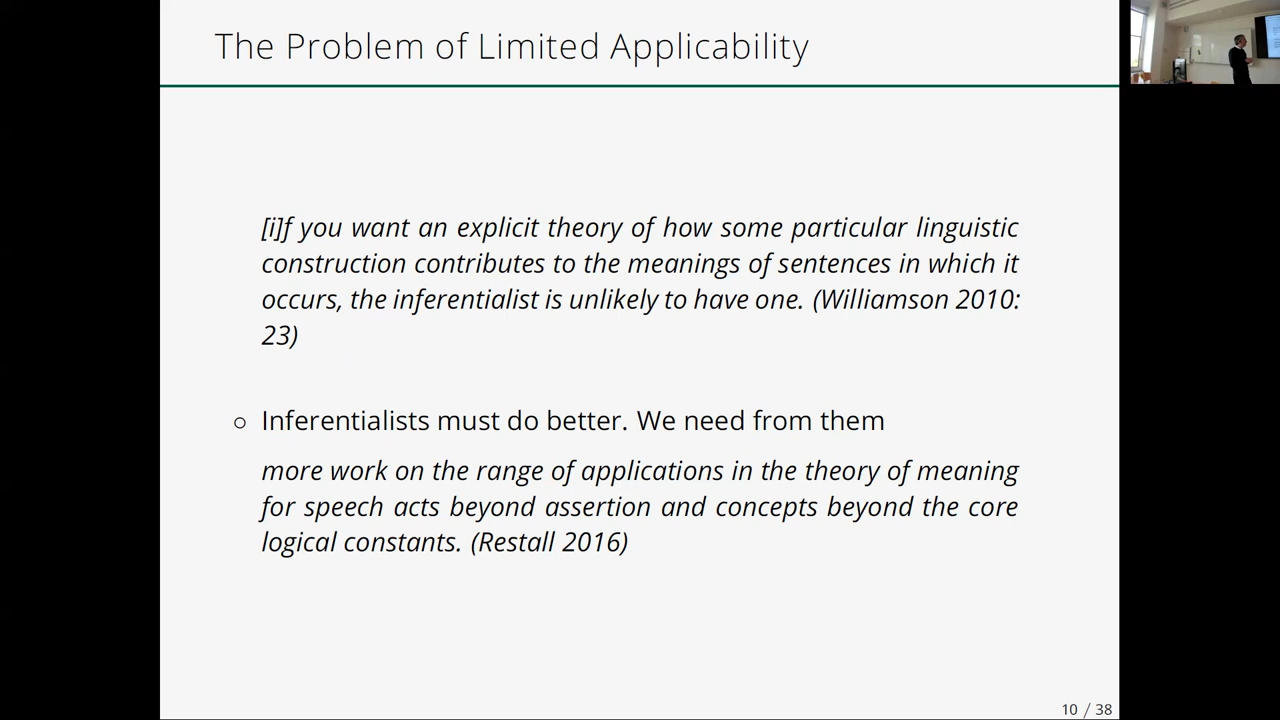 The Problem of Limited Applicability
[i]f you want an explicit theory of how some particular linguistic
construction contributes to the meanings of sentences in which it
occurs, the inferentialist is unlikely to have one. (Williamson 2010:
23)
○ Inferentialists must do better. We need from them
more work on the range of applications in the theory of meaning
for speech acts beyond assertion and concepts beyond the core
logical constants. (Restall 2016)
10 / 38